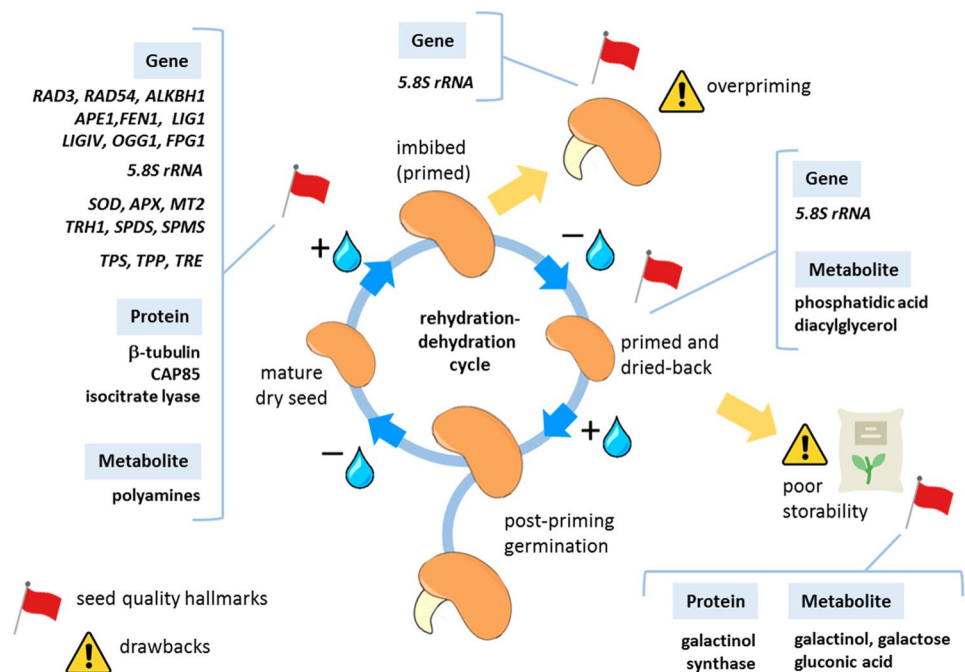 Gene
RAD3, RAD54, ALKBH1
APE1,FEN1, LIG1
LIGIV, OGG1, FPG1
5.8S rRNA
SOD, APX, MT2
TRH1, SPDS, SPMS
TPS, TPP, TRE
Protein
β-tubulin
CAP85
isocitrate lyase
Metabolite
polyamines
Gene
5.8S rRNA
overpriming
imbibed
(primed)
+
−
rehydration-
dehydration
cycle
mature
dry seed
primed and
dried-back
−
+
post-priming
germination
Gene
5.8S rRNA
Metabolite
phosphatidic acid
diacylglycerol
poor
storability
Protein
galactinol
synthase
Metabolite
galactinol, galactose
gluconic acid
seed quality hallmarks
drawbacks